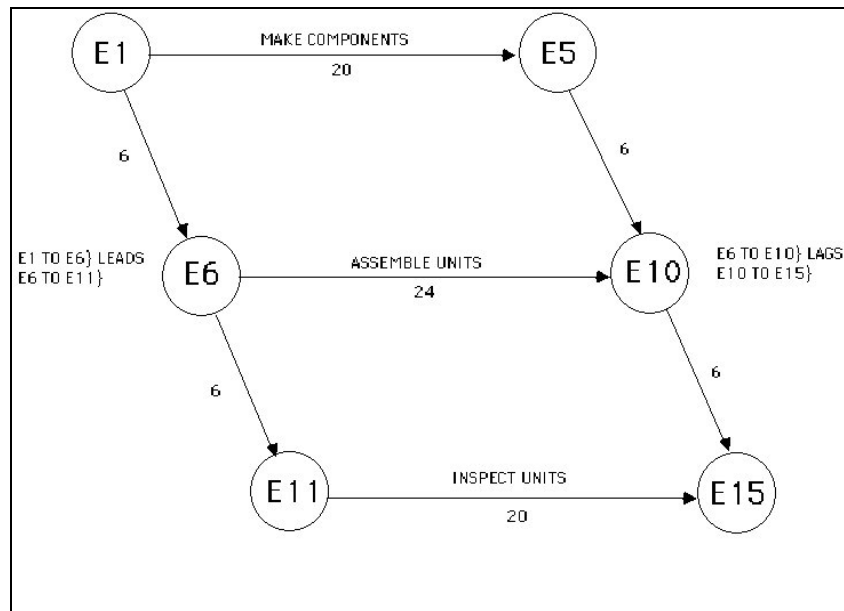 E1
MAKE COMPONENTS
20
E5
6
6
E1 TO E6} LEADS
E6 TO E11}
E6
ASSEMBLE UNITS
24
E10
E6 TO E10} LAGS
E10 TO E15}
6
6
E11
INSPECT UNITS
20
E15